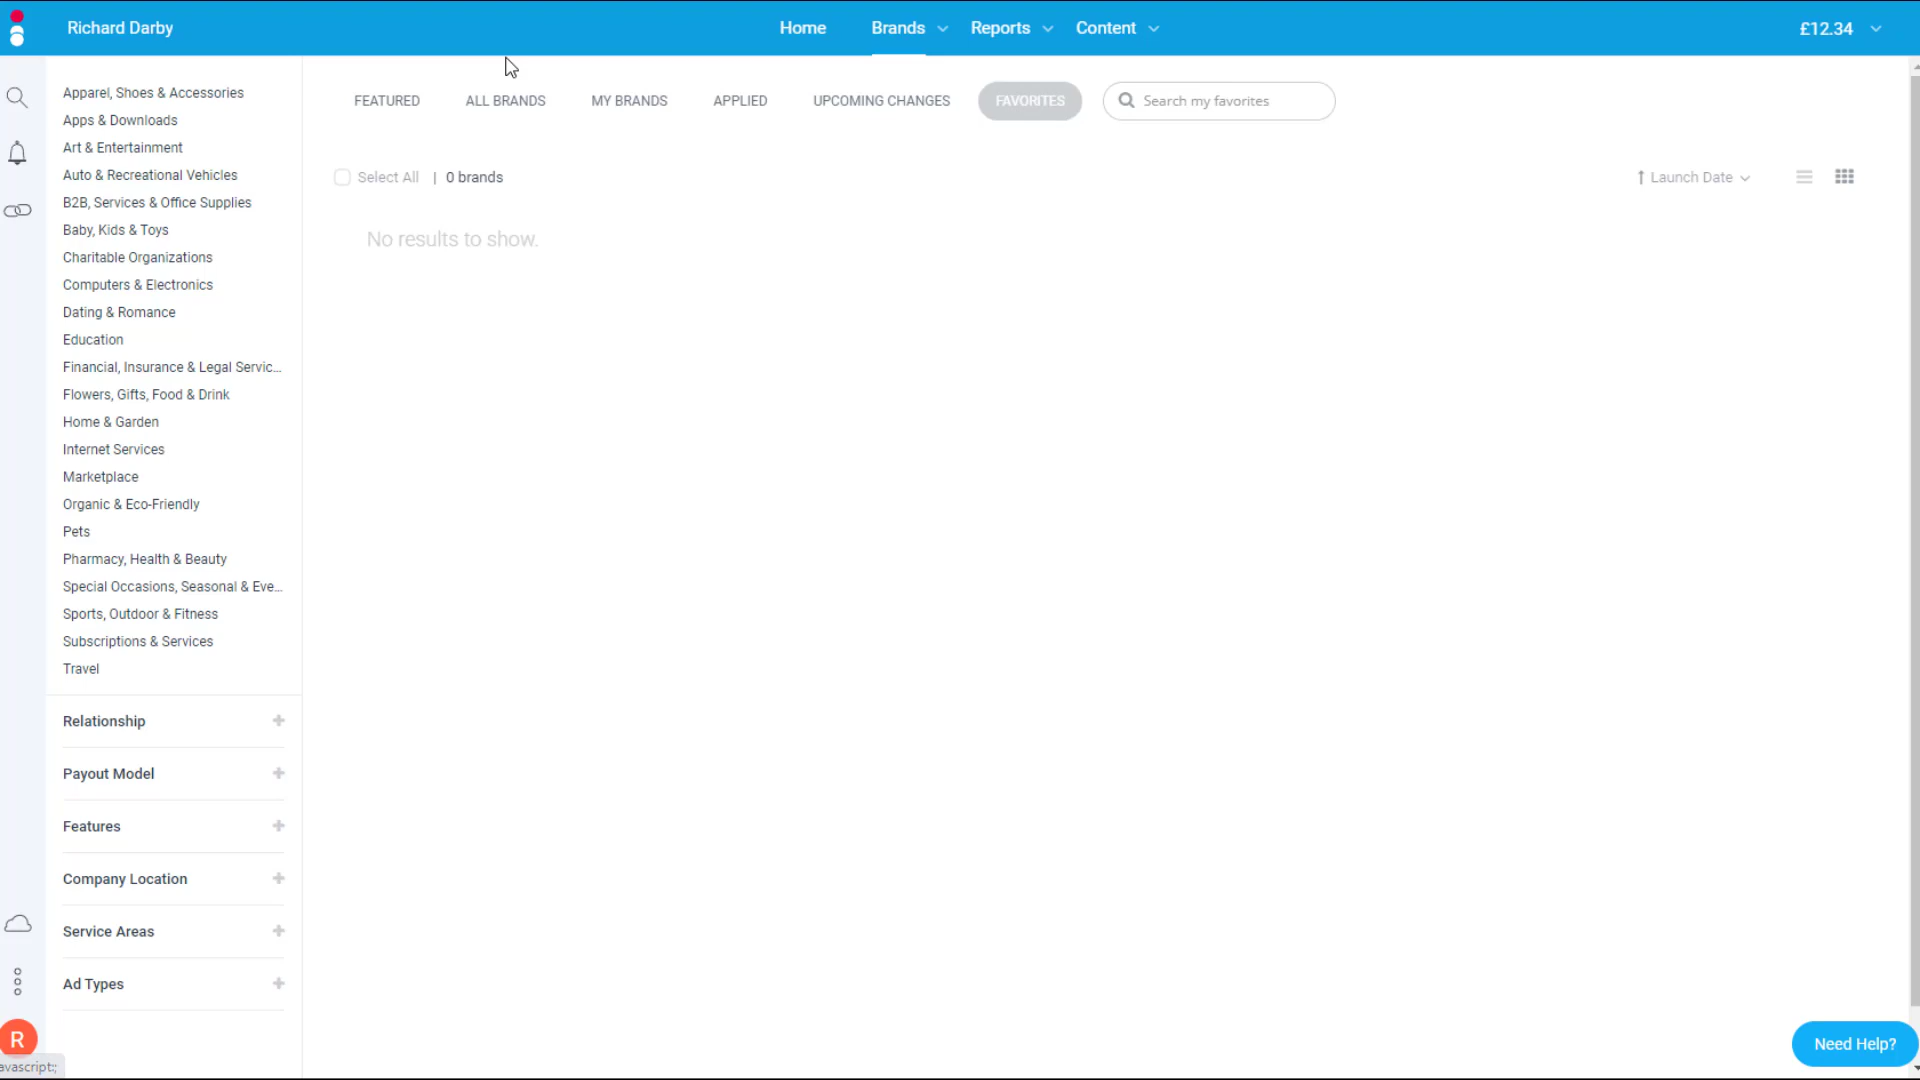 Richard Darby
Home Brands Reports Content
£12.34
FEATURED ALL BRANDS MY BRANDS APPLIED UPCOMING CHANGES FAVORITES Search my favorites
Select All | 0 brands
Launch Date
No results to show.
Apparel, Shoes & Accessories
Apps & Downloads
Art & Entertainment
Auto & Recreational Vehicles
B2B, Services & Office Supplies
Baby, Kids & Toys
Charitable Organizations
Computers & Electronics
Dating & Romance
Education
Financial, Insurance & Legal Servic...
Flowers, Gifts, Food & Drink
Home & Garden
Internet Services
Marketplace
Organic & Eco-Friendly
Pets
Pharmacy, Health & Beauty
Special Occasions, Seasonal & Eve...
Sports, Outdoor & Fitness
Subscriptions & Services
Travel
Relationship
Payout Model
Features
Company Location
Service Areas
Ad Types
R
avascript:;
Need Help?